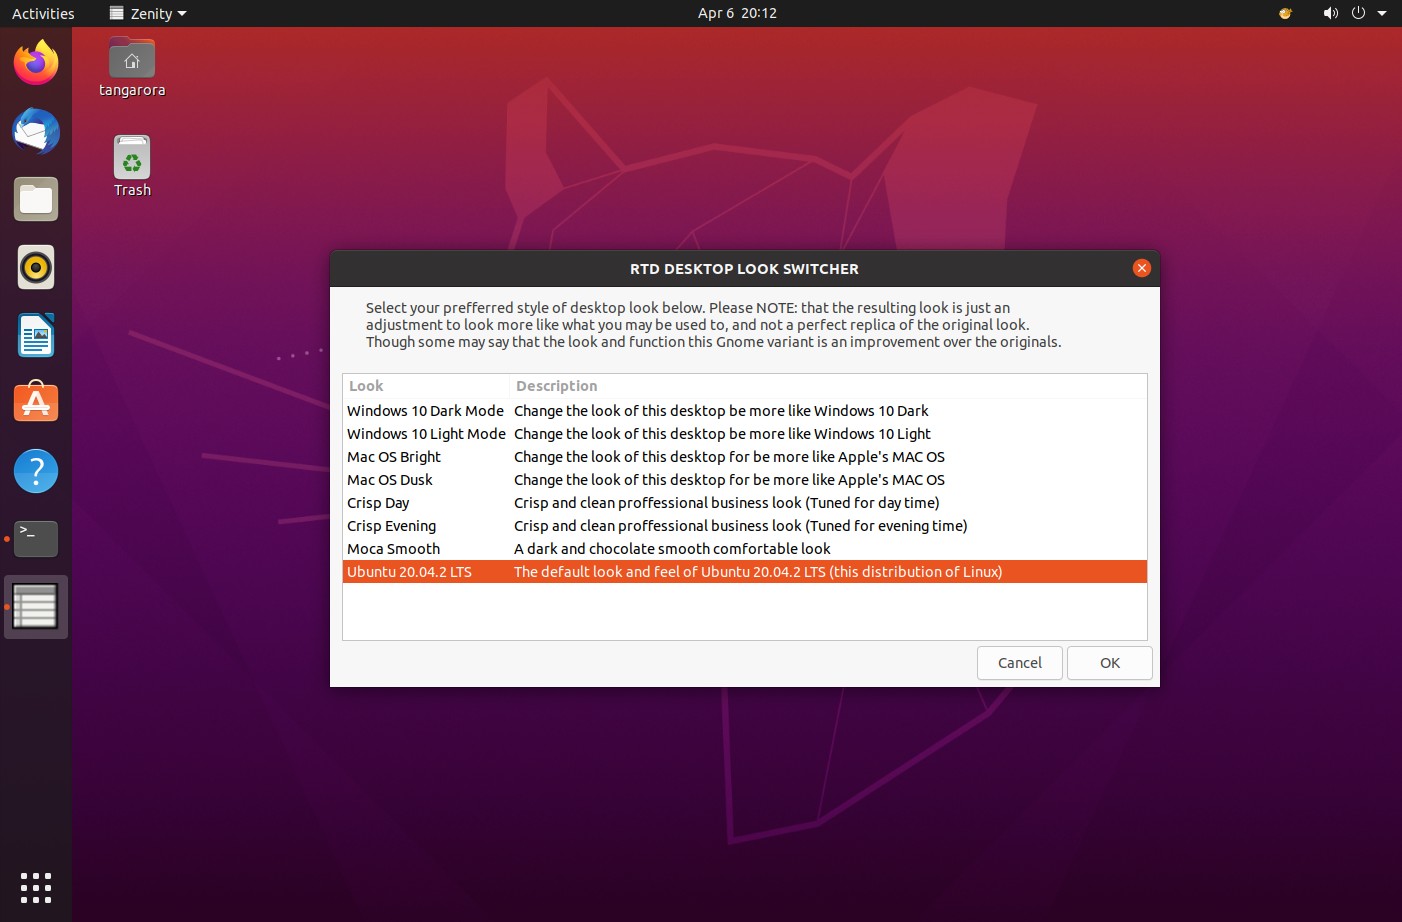 Activities Zenity Apr 6 20:12
tangarora
Trash
RTD DESKTOP LOOK SWITCHER
Select your prefferred style of desktop look below. Please NOTE: that the resulting look is just an
adjustment to look more like what you may be used to, and not a perfect replica of the original look.
Though some may say that the look and function this Gnome variant is an improvement over the originals.
Look Description
Windows 10 Dark Mode Change the look of this desktop be more like Windows 10 Dark
Windows 10 Light Mode Change the look of this desktop be more like Windows 10 Light
Mac OS Bright Change the look of this desktop for be more like Apple's MAC OS
Mac OS Dusk Change the look of this desktop for be more like Apple's MAC OS
Crisp Day Crisp and clean proffessional business look (Tuned for day time)
Crisp Evening Crisp and clean proffessional business look (Tuned for evening time)
Moca Smooth A dark and chocolate smooth comfortable look
Ubuntu 20.04.2 LTS The default look and feel of Ubuntu 20.04.2 LTS (this distribution of Linux)
Cancel OK